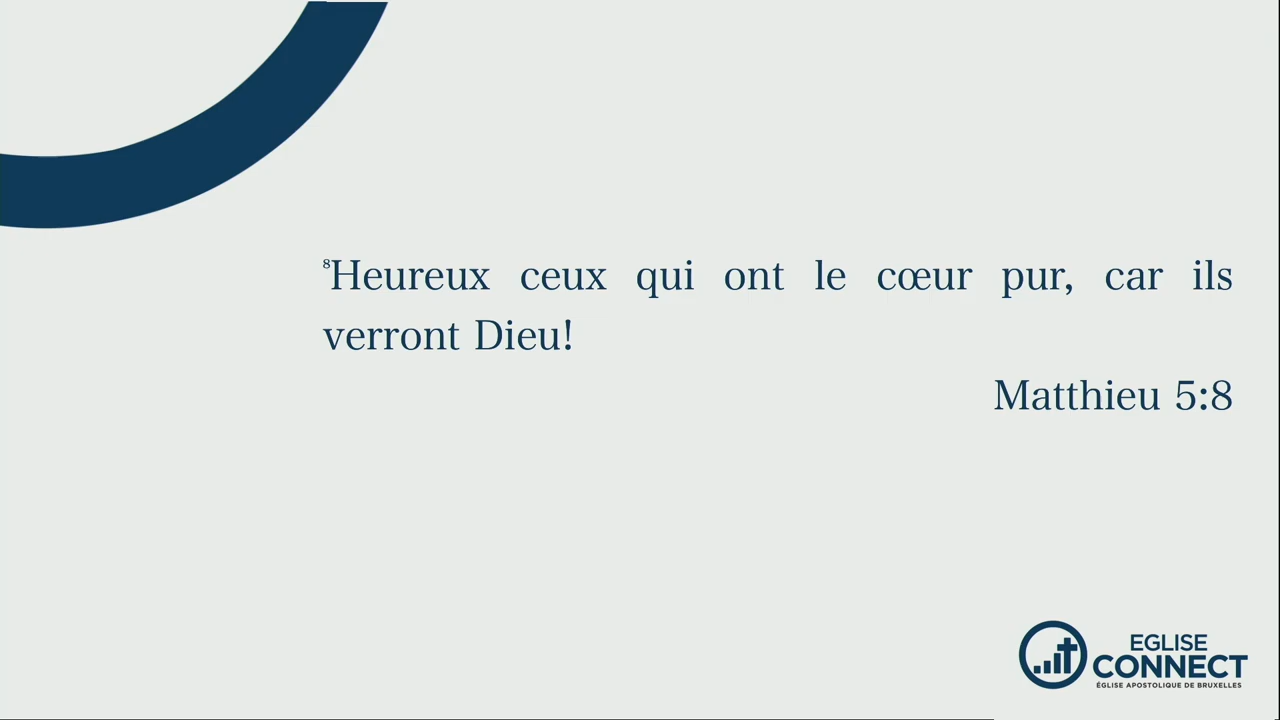 ⁸Heureux ceux qui ont le cœur pur, car ils
verront Dieu!
Matthieu 5:8
EGLISE
CONNECT
ÉGLISE APOSTOLIQUE DE BRUXELLES